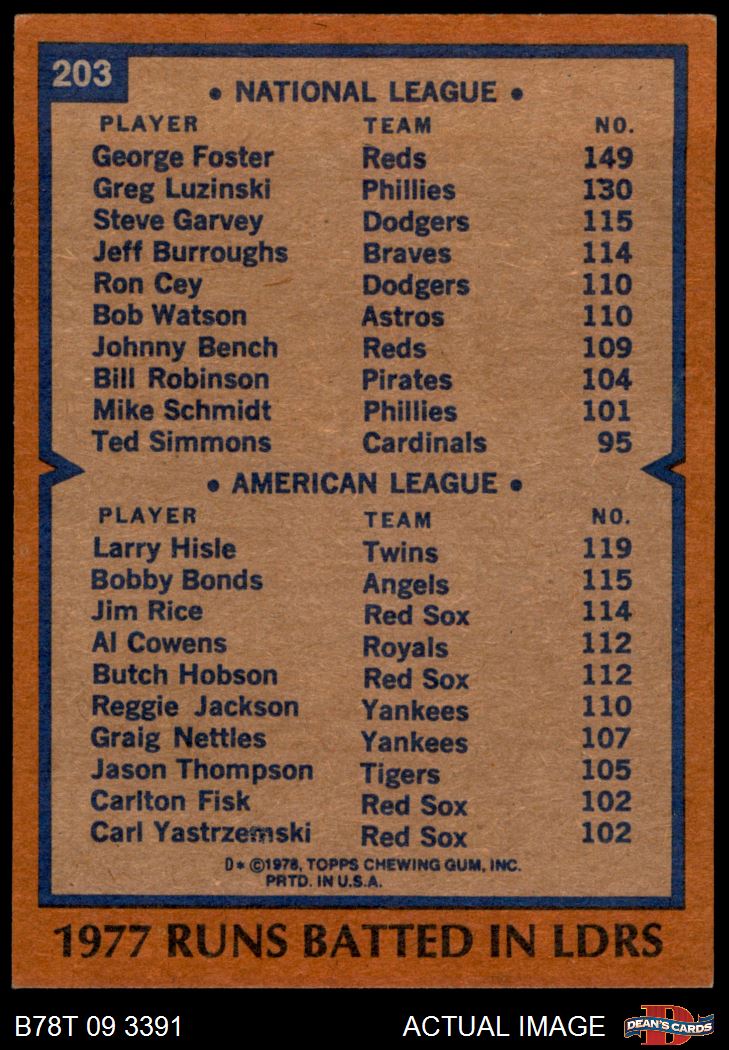 203
• NATIONAL LEAGUE •
PLAYER TEAM NO.
George Foster Reds 149
Greg Luzinski Phillies 130
Steve Garvey Dodgers 115
Jeff Burroughs Braves 114
Ron Cey Dodgers 110
Bob Watson Astros 110
Johnny Bench Reds 109
Bill Robinson Pirates 104
Mike Schmidt Phillies 101
Ted Simmons Cardinals 95
• AMERICAN LEAGUE •
PLAYER TEAM NO.
Larry Hisle Twins 119
Bobby Bonds Angels 115
Jim Rice Red Sox 114
Al Cowens Royals 112
Butch Hobson Red Sox 112
Reggie Jackson Yankees 110
Graig Nettles Yankees 107
Jason Thompson Tigers 105
Carlton Fisk Red Sox 102
Carl Yastrzemski Red Sox 102
D* ©1978, TOPPS CHEWING GUM, INC.
PRTD. IN U.S.A.
1977 RUNS BATTED IN LDRS
B78T 09 3391 ACTUAL IMAGE D DEAN'S CARDS